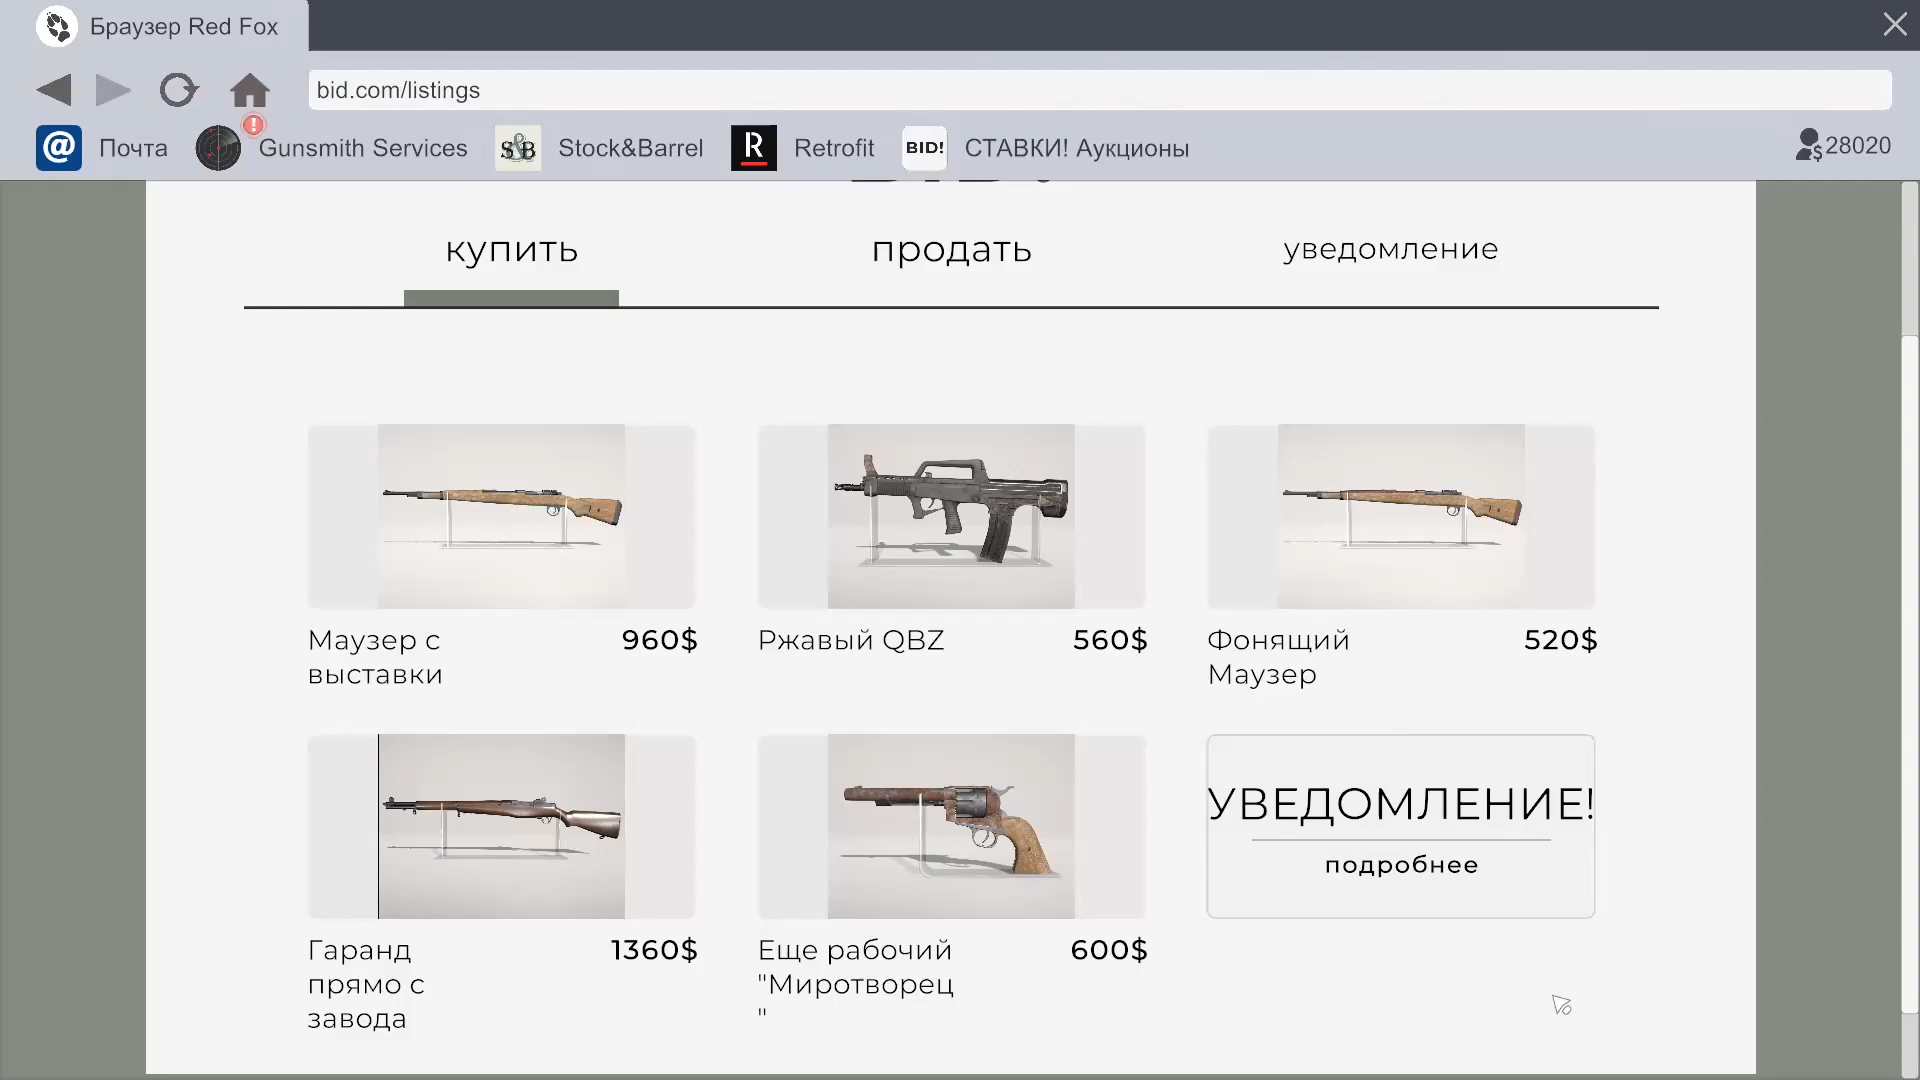 Браузер Red Fox
bid.com/listings
@ Почта
Gunsmith Services
S&B Stock&Barrel
R Retrofit
BID! СТАВКИ! Аукционы
28020
купить
продать
уведомление
Маузер с
выставки
960$
Ржавый QBZ
560$
Фонящий
Маузер
520$
Гаранд
прямо с
завода
1360$
Еще рабочий
"Миротворец
"
600$
УВЕДОМЛЕНИЕ!
подробнее